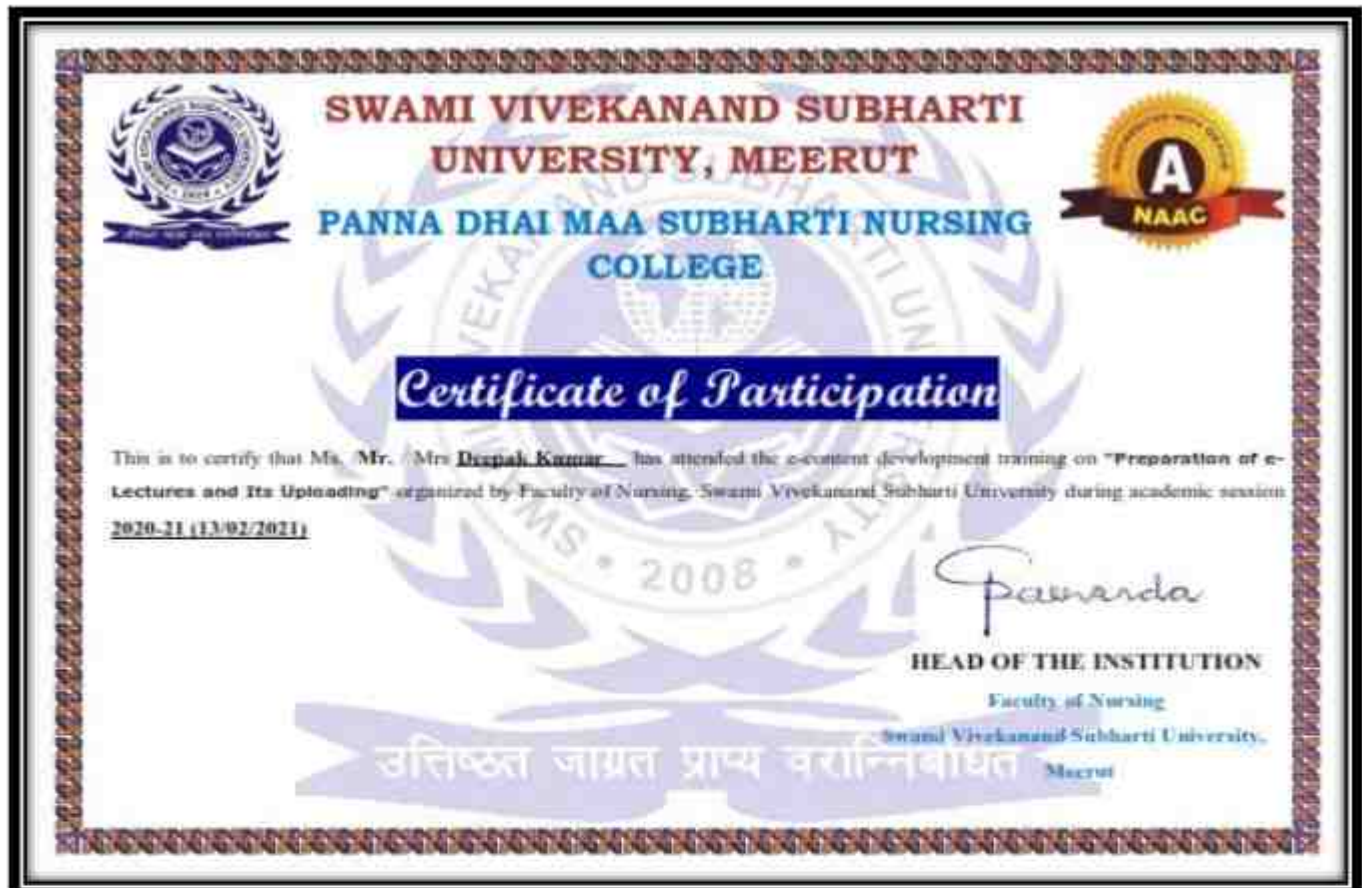 SWAMI VIVEKANAND SUBHARTI
UNIVERSITY, MEERUT
PANNA DHAI MAA SUBHARTI NURSING
COLLEGE
A
NAAC
Certificate of Participation
This is to certify that Ms. / Mr. / Mrs Deepak Kumar has attended the e-content development training on "Preparation of e-
Lectures and Its Uploading" organized by Faculty of Nursing, Swami Vivekanand Subharti University during academic session
2020-21 (13/02/2021)
2008
HEAD OF THE INSTITUTION
Faculty of Nursing
Swami Vivekanand Subharti University,
Meerut
उत्तिष्ठत जाग्रत प्राप्य वरान्निबोधत